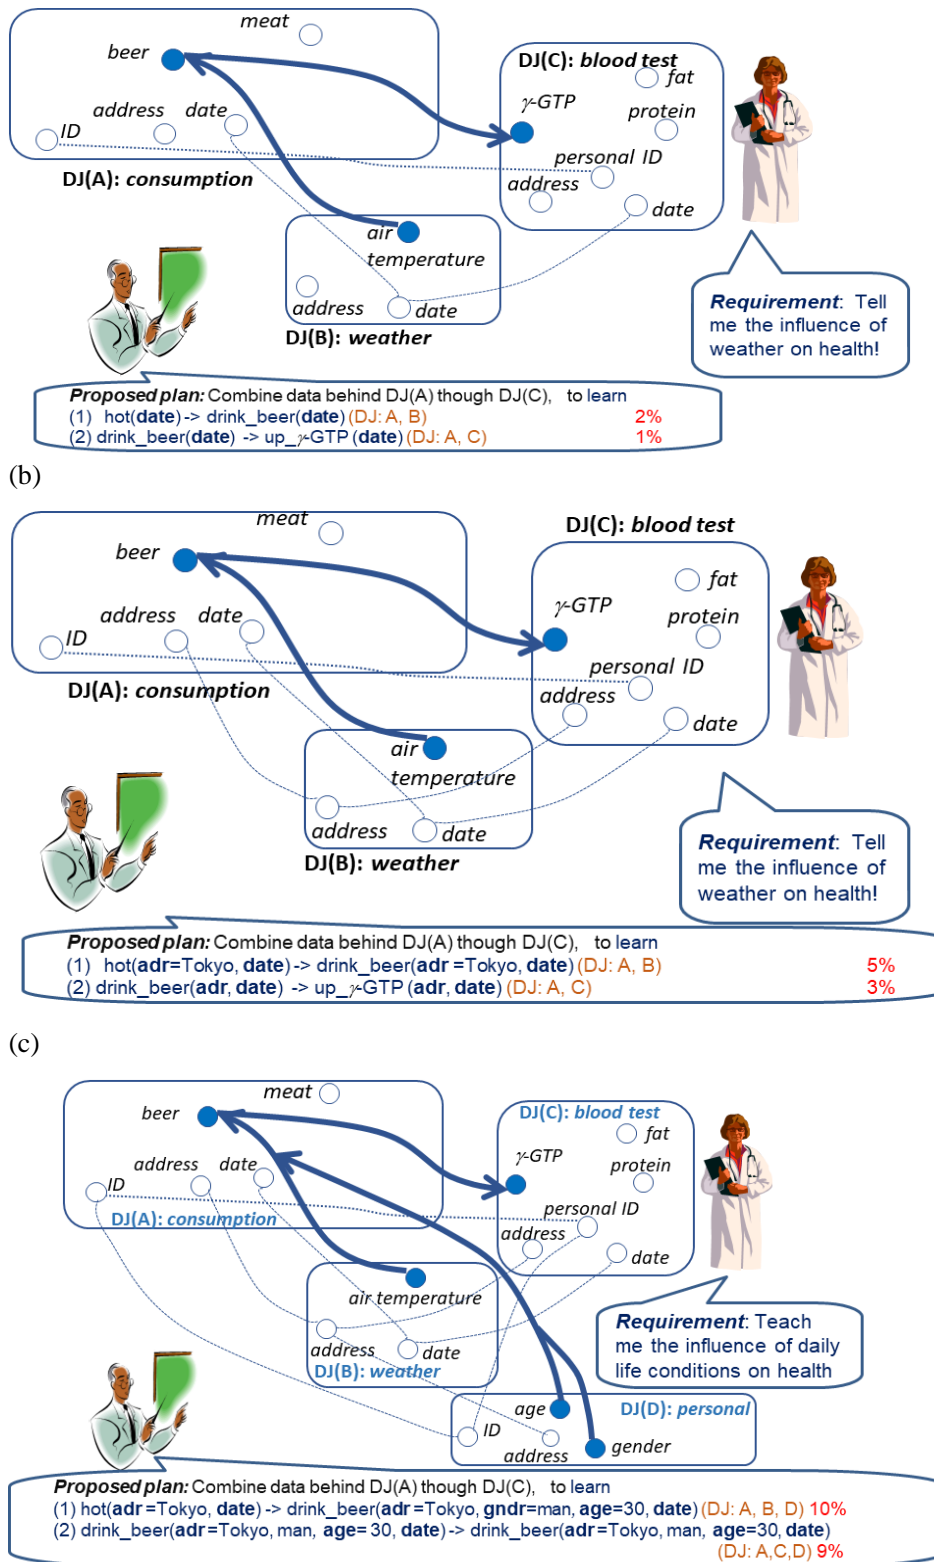 meat
beer
DJ(C): blood test
fat
γ-GTP
protein
address date
ID
personal ID
address
DJ(A): consumption
date
air
temperature
address
date
DJ(B): weather
Requirement: Tell
me the influence of
weather on health!
Proposed plan: Combine data behind DJ(A) though DJ(C), to learn
(1) hot(date) -> drink_beer(date) (DJ: A, B) 2%
(2) drink_beer(date) -> up_γ-GTP (date) (DJ: A, C) 1%
(b)
meat
DJ(C): blood test
beer
fat
γ-GTP
address date
protein
ID
personal ID
DJ(A): consumption
address
date
air
temperature
address
date
DJ(B): weather
Requirement: Tell
me the influence of
weather on health!
Proposed plan: Combine data behind DJ(A) though DJ(C), to learn
(1) hot(adr=Tokyo, date) -> drink_beer(adr =Tokyo, date) (DJ: A, B) 5%
(2) drink_beer(adr, date) -> up_γ-GTP (adr, date) (DJ: A, C) 3%
(c)
meat
beer
DJ(C): blood test
fat
γ-GTP
address
date
protein
ID
personal ID
DJ(A): consumption
address
date
air temperature
address
date
DJ(B): weather
Requirement: Teach
me the influence of daily
life conditions on health
age
DJ(D): personal
ID
address
gender
Proposed plan: Combine data behind DJ(A) though DJ(C), to learn
(1) hot(adr =Tokyo, date) -> drink_beer(adr =Tokyo, gndr=man, age=30, date) (DJ: A, B, D) 10%
(2) drink_beer(adr =Tokyo, man, age= 30, date)-> drink_beer(adr =Tokyo, man, age=30, date)
(DJ: A,C,D) 9%